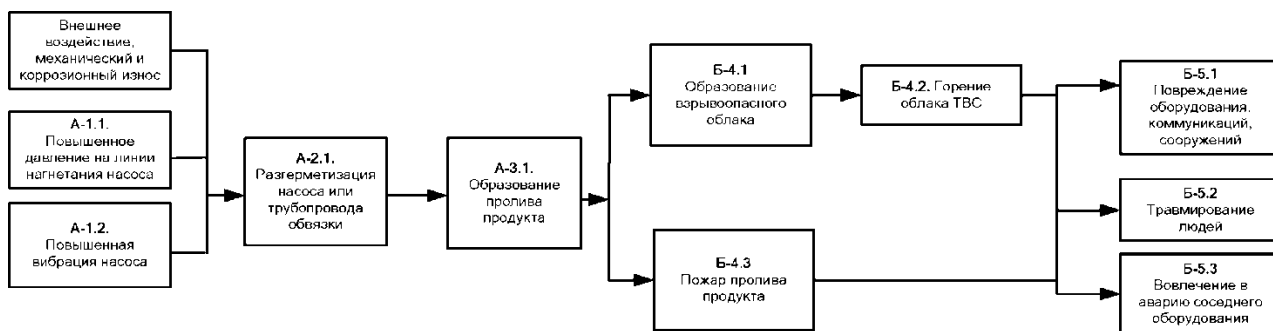 Внешнее
воздействие,
механический и
коррозионный износ
А-1.1.
Повышенное
давление на линии
нагнетания насоса
А-1.2.
Повышенная
вибрация насоса
А-2.1.
Разгерметизация
насоса или
трубопровода
обвязки
А-3.1.
Образование
пролива
продукта
Б-4.1
Образование
взрывоопасного
облака
Б-4.2. Горение
облака ТВС
Б-4.3
Пожар пролива
продукта
Б-5.1
Повреждение
оборудования,
коммуникаций,
сооружений
Б-5.2
Травмирование
людей
Б-5.3
Вовлечение в
аварию соседнего
оборудования